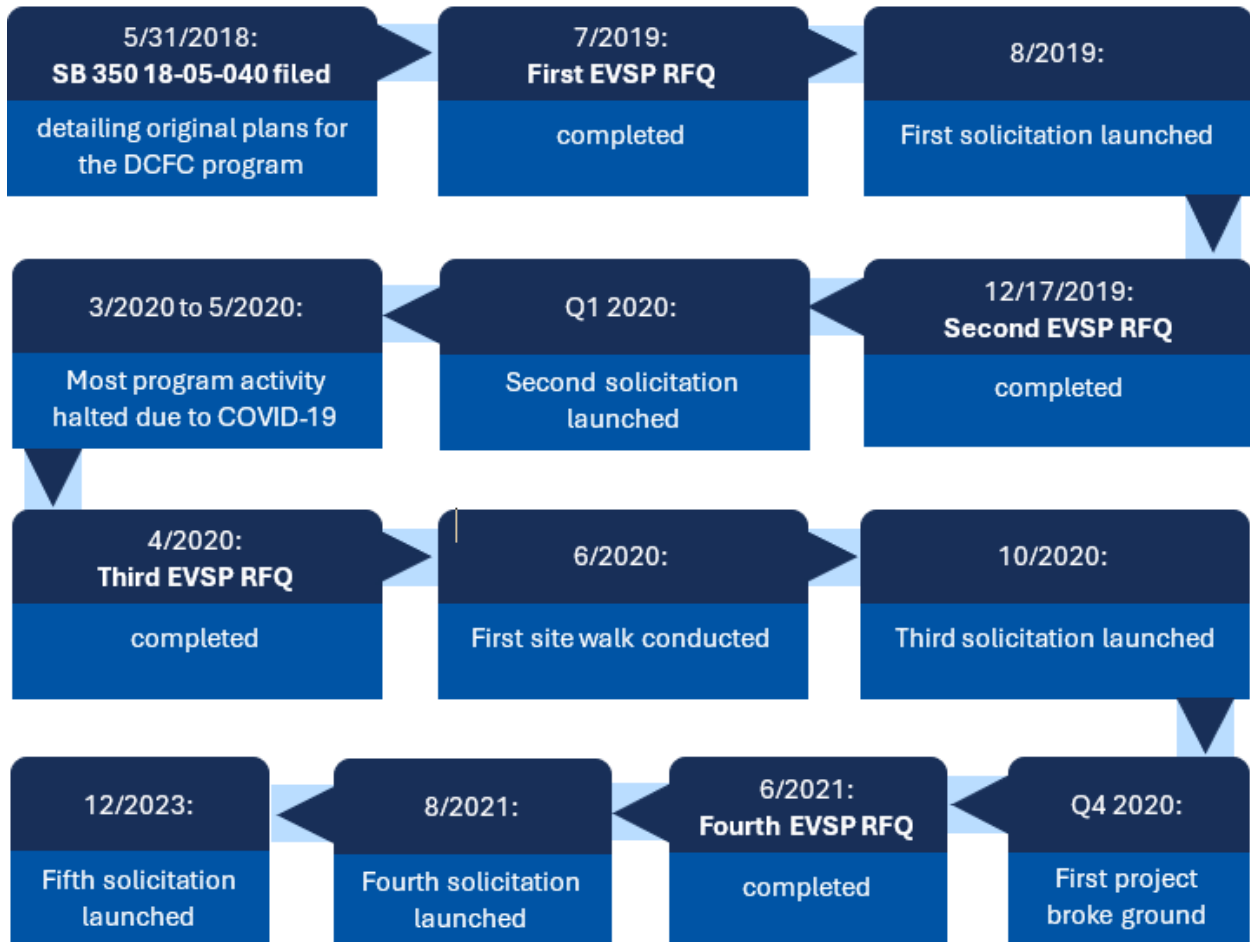 5/31/2018:
SB 350 18-05-040 filed
detailing original plans for
the DCFC program
7/2019:
First EVSP RFQ
completed
8/2019:
First solicitation launched
12/17/2019:
Second EVSP RFQ
completed
Q1 2020:
Second solicitation
launched
3/2020 to 5/2020:
Most program activity
halted due to COVID-19
4/2020:
Third EVSP RFQ
completed
6/2020:
First site walk conducted
10/2020:
Third solicitation launched
Q4 2020:
First project
broke ground
6/2021:
Fourth EVSP RFQ
completed
8/2021:
Fourth solicitation
launched
12/2023:
Fifth solicitation
launched